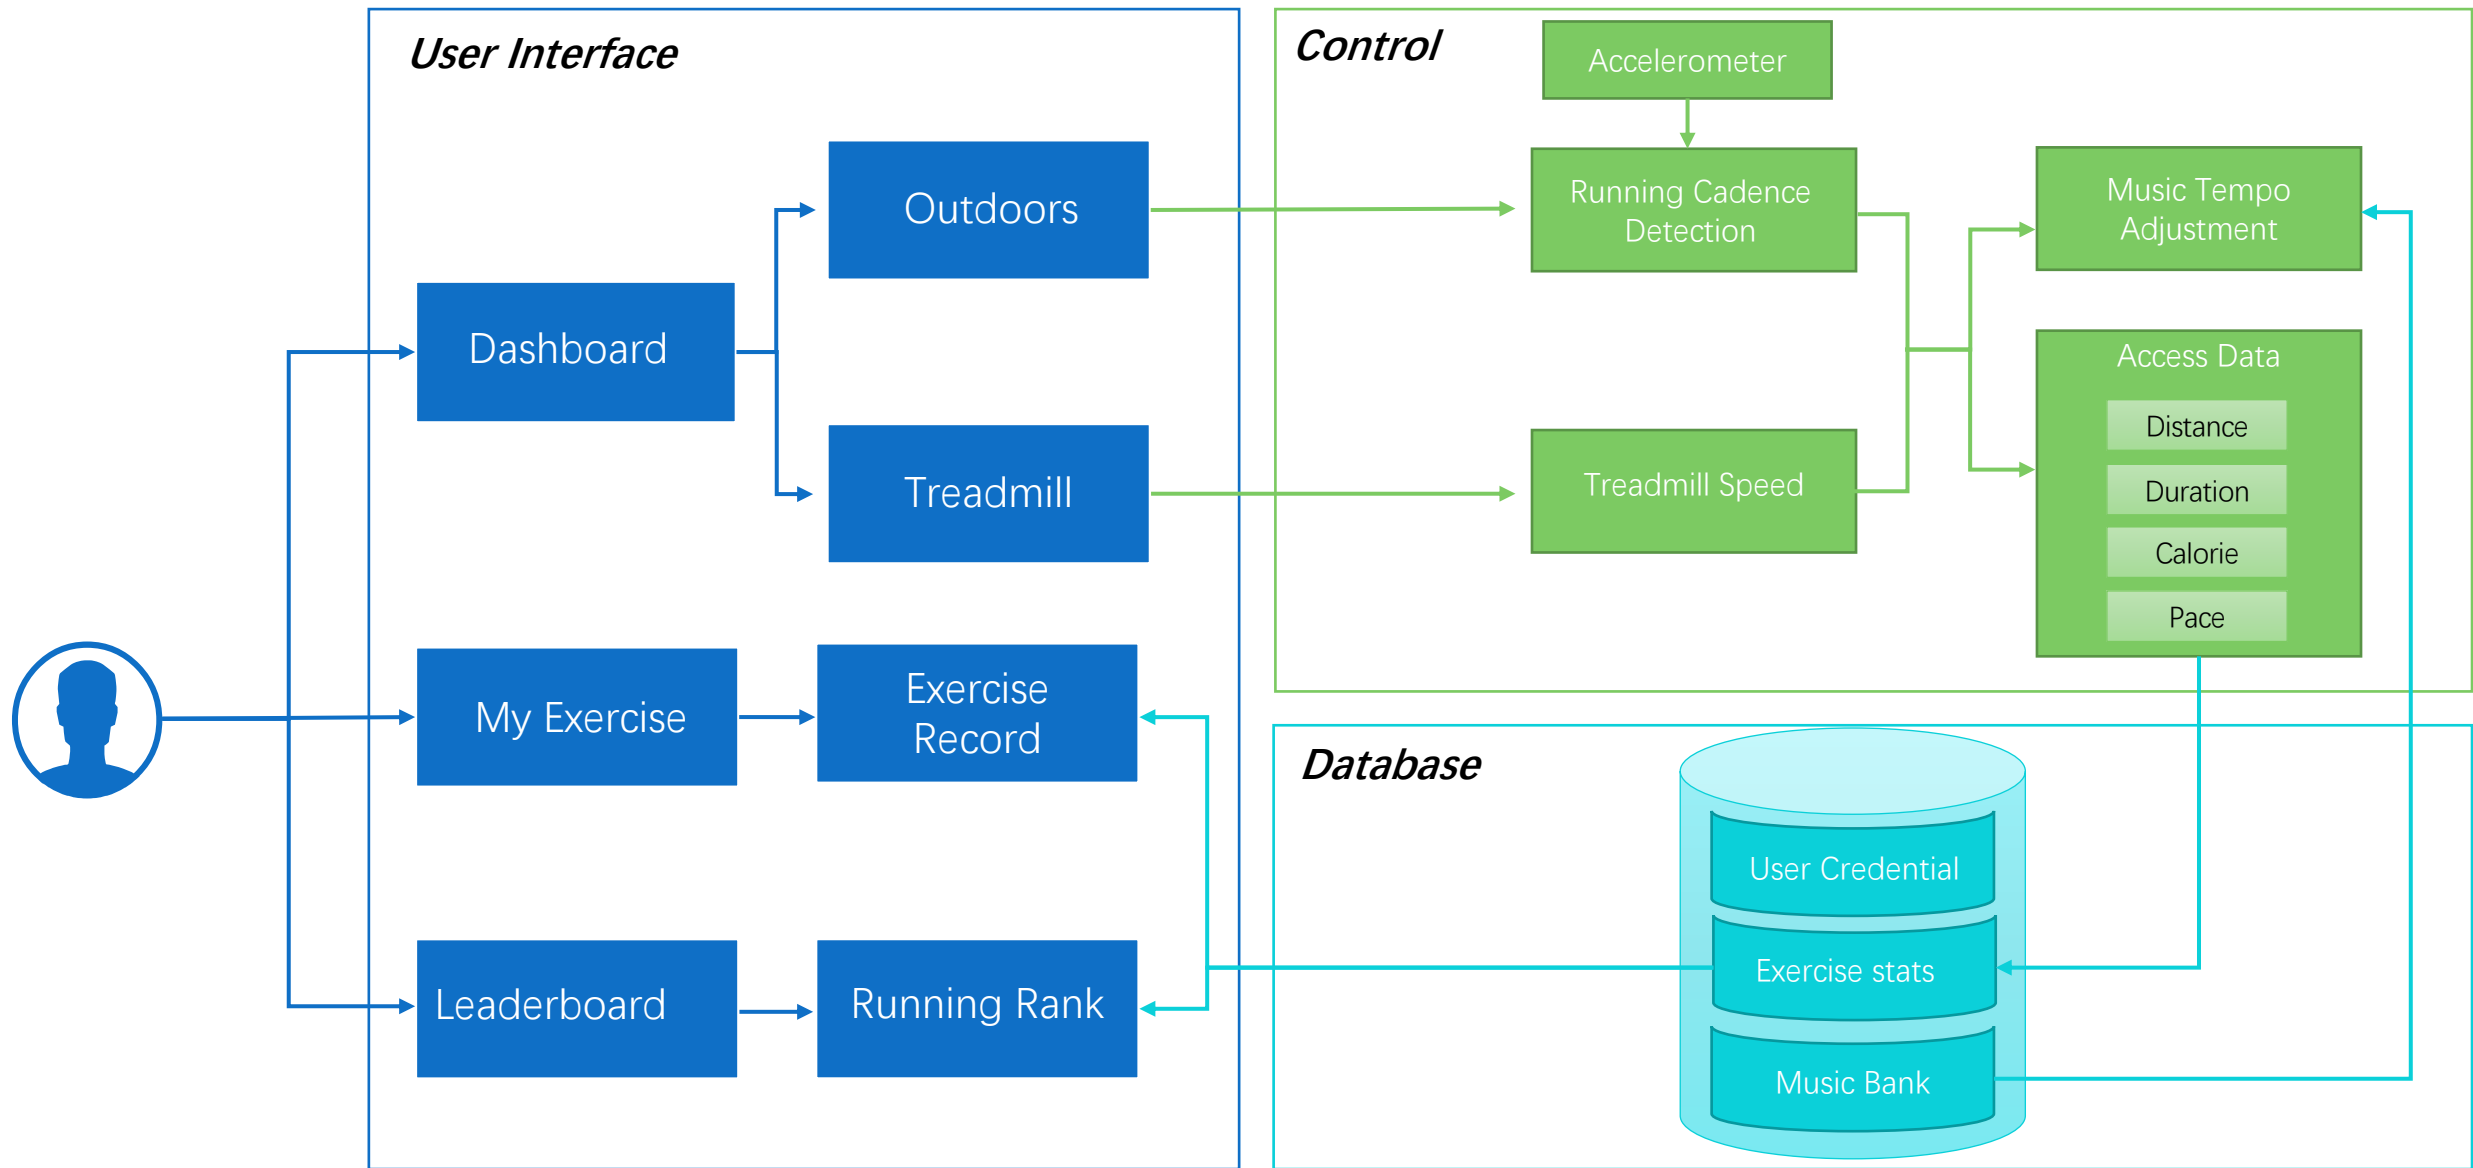 User Interface
Outdoors
Dashboard
Treadmill
My Exercise
Exercise
Record
Leaderboard
Running Rank
Control
Accelerometer
Running Cadence
Detection
Music Tempo
Adjustment
Treadmill Speed
Access Data
Distance
Duration
Calorie
Pace
Database
User Credential
Exercise stats
Music Bank